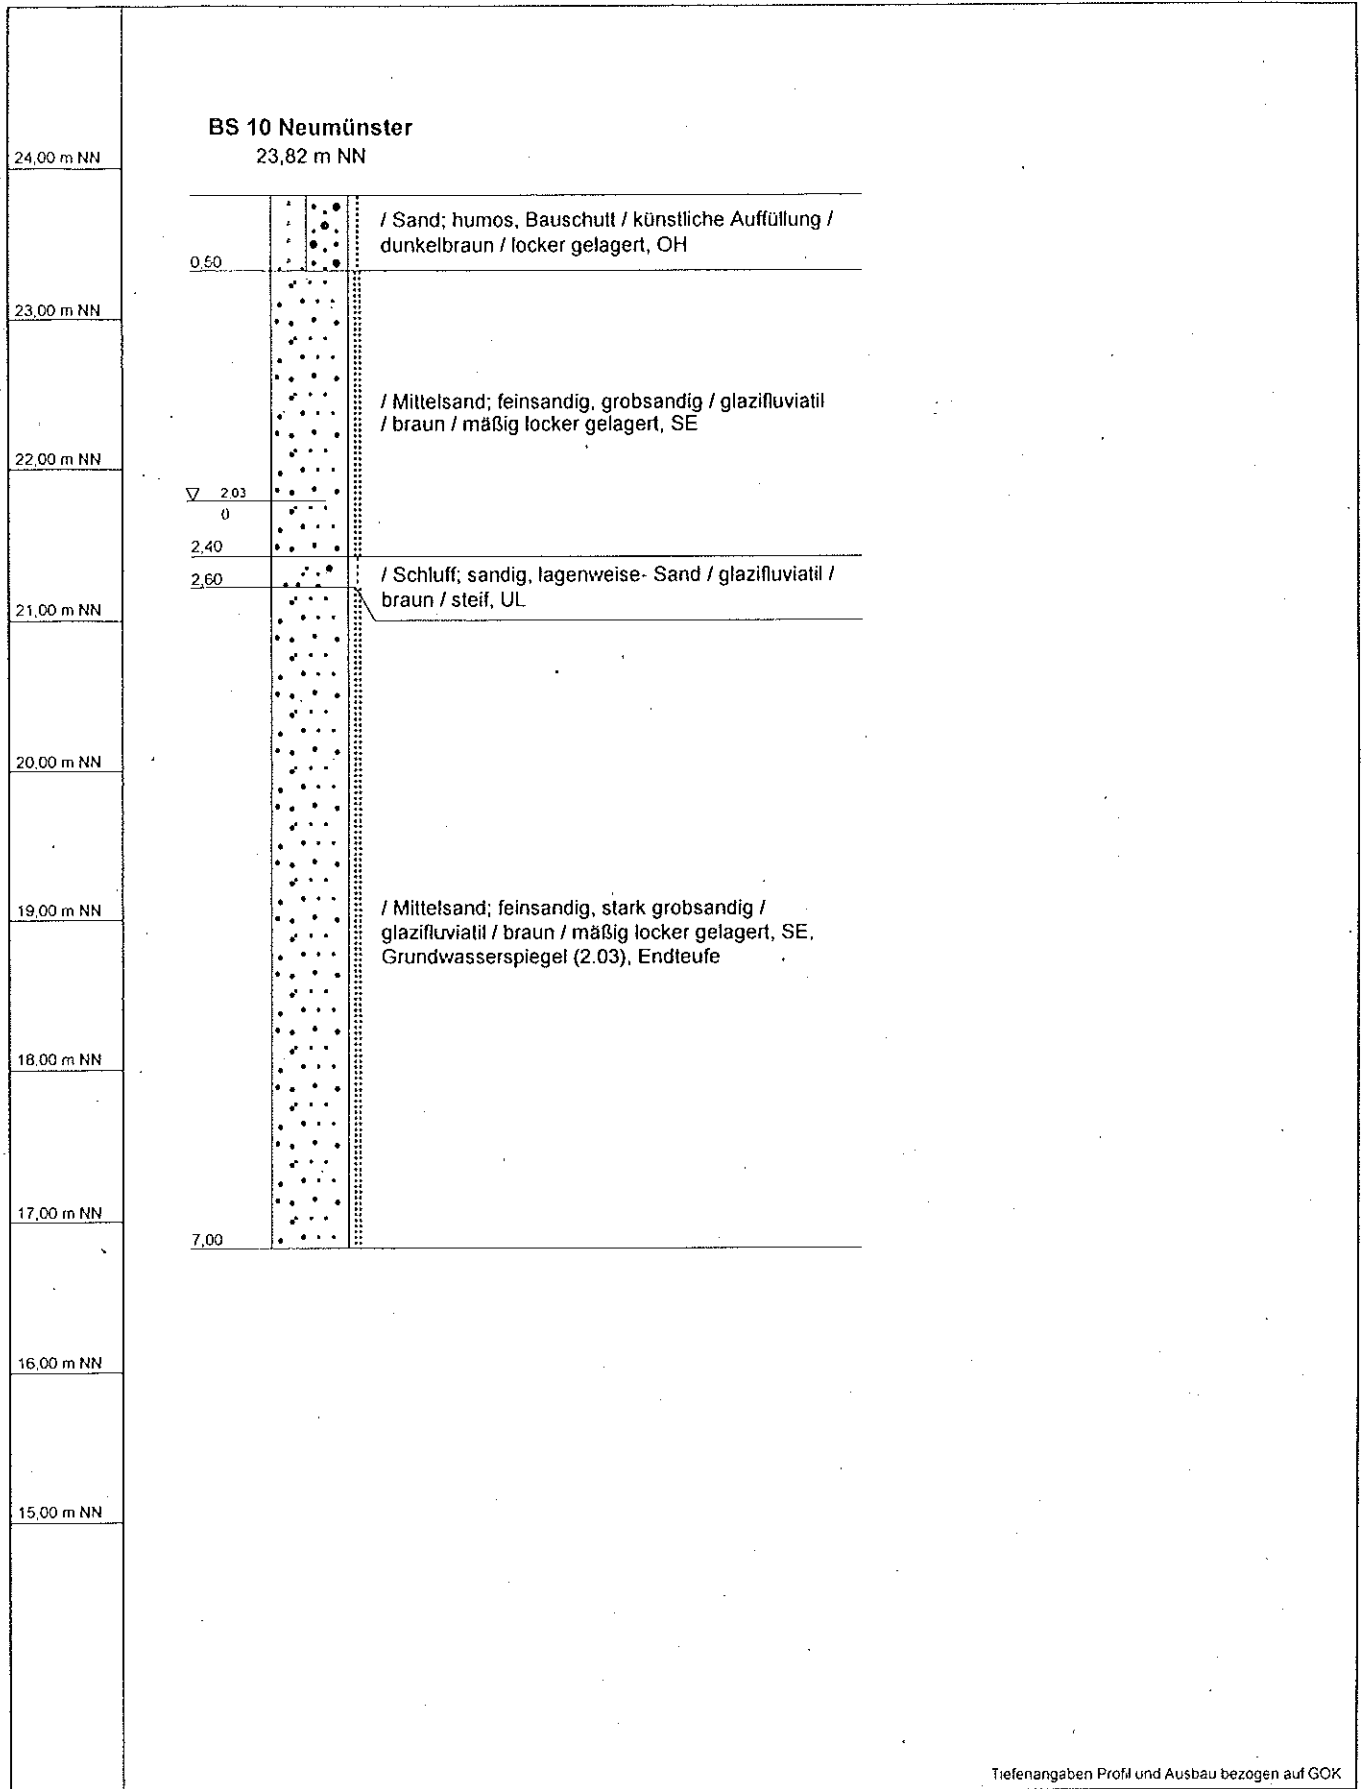 BS 10 Neumünster
23,82 m NN
24,00 m NN
/ Sand; humos, Bauschutt / künstliche Auffüllung /
dunkelbraun / locker gelagert, OH
0,50
23,00 m NN
/ Mittelsand; feinsandig, grobsandig / glazifluviatil
/ braun / mäßig locker gelagert, SE
22,00 m NN
2.03
0
2,40
/ Schluff; sandig, lagenweise- Sand / glazifluviatil /
braun / steif, UL
2,60
21,00 m NN
20,00 m NN
19,00 m NN
/ Mittelsand; feinsandig, stark grobsandig /
glazifluviatil / braun / mäßig locker gelagert, SE,
Grundwasserspiegel (2.03), Endteufe
18,00 m NN
17,00 m NN
7,00
16,00 m NN
15,00 m NN
Tiefenangaben Profil und Ausbau bezogen auf GOK